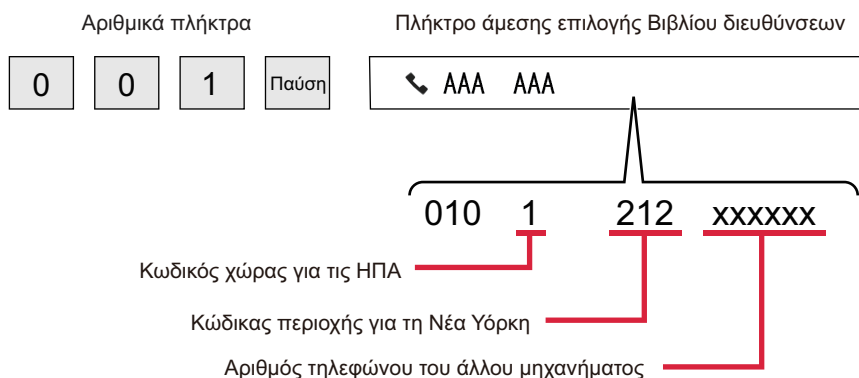 Αριθμικά πλήκτρα
Πλήκτρο άμεσης επιλογής Βιβλίου διευθύνσεων
0 0 1 Παύση AAA AAA
010 1 212 xxxxxx
Κωδικός χώρας για τις ΗΠΑ
Κώδικας περιοχής για τη Νέα Υόρκη
Αριθμός τηλεφώνου του άλλου μηχανήματος